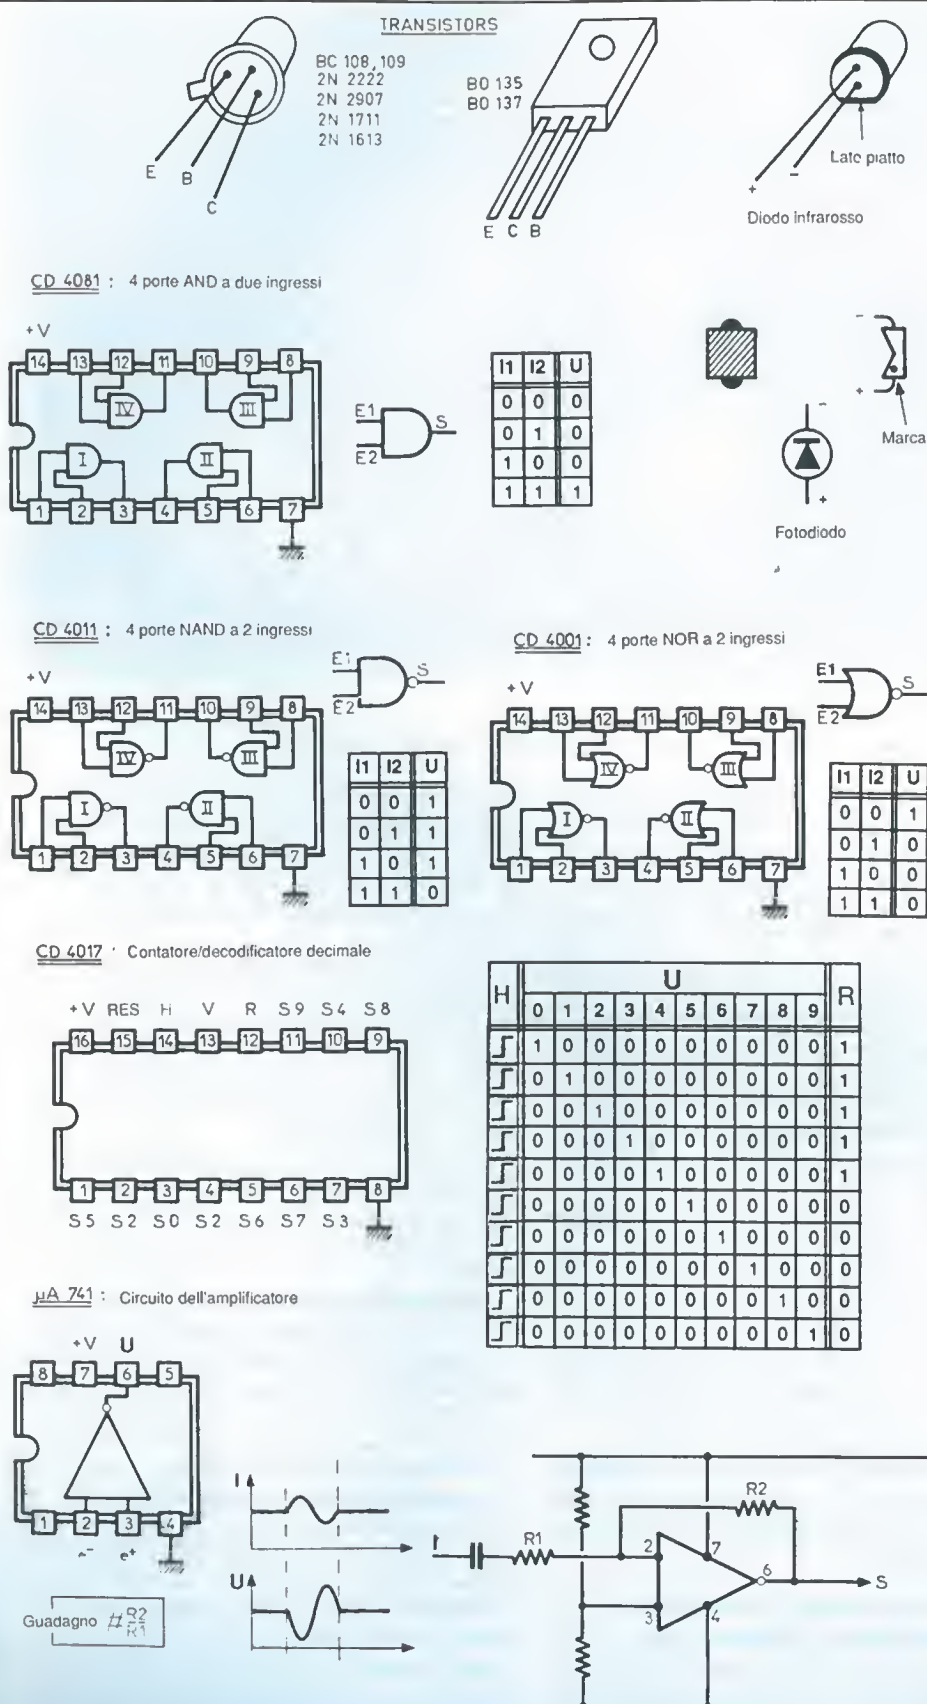 TRANSISTORS
BC 108, 109
2N 2222
2N 2907
2N 1711
2N 1613
E
B
C
BO 135
BO 137
E C B
Late piatto
+
-
Diodo infrarosso
CD 4081 : 4 porte AND a due ingressi
+V
14 13 12 11 10 9 8
IV III
I II
1 2 3 4 5 6 7
E1
E2
S
I1 I2 U
0 0 0
0 1 0
1 0 0
1 1 1
-
+
Marca
-
+
Fotodiodo
CD 4011 : 4 porte NAND a 2 ingressi
+V
14 13 12 11 10 9 8
IV III
I II
1 2 3 4 5 6 7
E1
E2
S
I1 I2 U
0 0 1
0 1 1
1 0 1
1 1 0
CD 4001 : 4 porte NOR a 2 ingressi
+V
14 13 12 11 10 9 8
IV III
I II
1 2 3 4 5 6 7
E1
E2
S
I1 I2 U
0 0 1
0 1 0
1 0 0
1 1 0
CD 4017 : Contatore/decodificatore decimale
+V RES H V R S9 S4 S8
16 15 14 13 12 11 10 9
1 2 3 4 5 6 7 8
S5 S2 S0 S2 S6 S7 S3
H U R
0 1 2 3 4 5 6 7 8 9
1 0 0 0 0 0 0 0 0 0 1
0 1 0 0 0 0 0 0 0 0 1
0 0 1 0 0 0 0 0 0 0 1
0 0 0 1 0 0 0 0 0 0 1
0 0 0 0 1 0 0 0 0 0 1
0 0 0 0 0 1 0 0 0 0 0
0 0 0 0 0 0 1 0 0 0 0
0 0 0 0 0 0 0 1 0 0 0
0 0 0 0 0 0 0 0 1 0 0
0 0 0 0 0 0 0 0 0 1 0
µA 741 : Circuito dell'amplificatore
+V U
8 7 6 5
1 2 3 4
e+
Guadagno # R2
R1
I
U
I
R1
R2
2
3
7
6
4
S